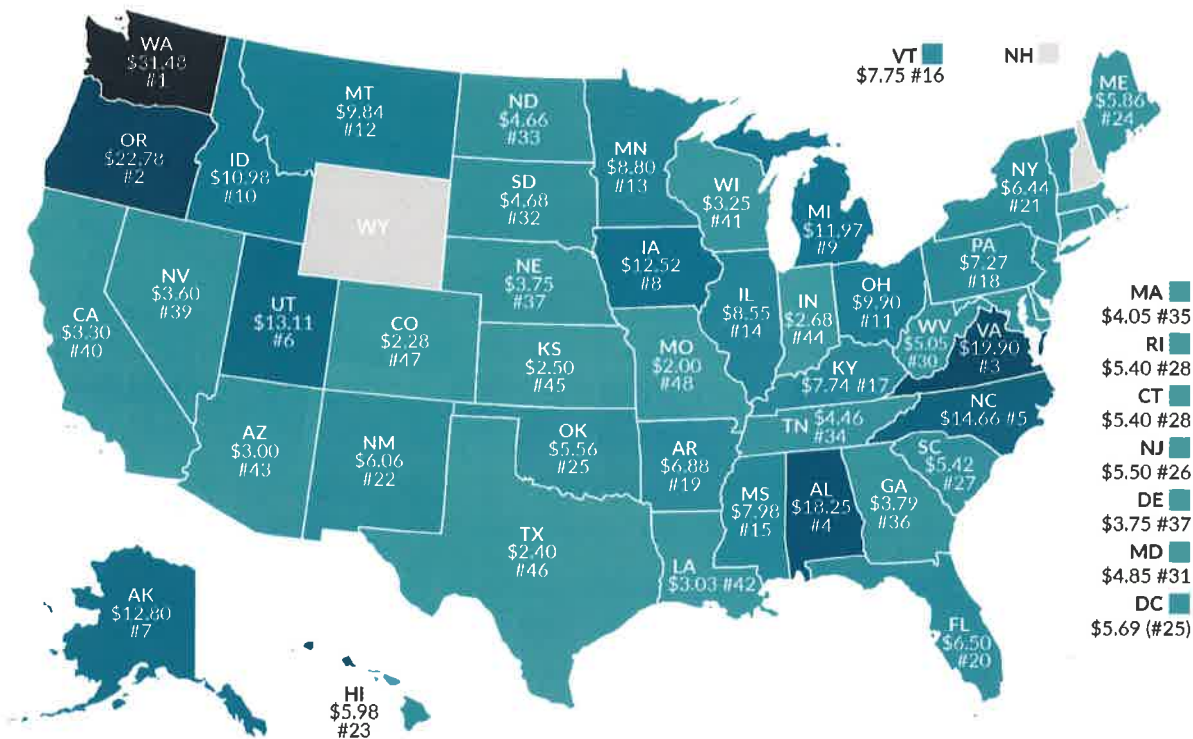 WA
$31.48
#1
OR
$22.78
#2
CA
$3.30
#40
NV
$3.60
#39
ID
$10.98
#10
MT
$9.84
#12
WY
UT
$13.11
#6
AZ
$3.00
#43
CO
$2.28
#47
NM
$6.06
#22
ND
$4.66
#33
SD
$4.68
#32
NE
$3.75
#37
KS
$2.50
#45
OK
$5.56
#25
TX
$2.40
#46
MN
$8.80
#13
IA
$12.52
#8
MO
$2.00
#48
AR
$6.88
#19
LA
$3.03 #42
WI
$3.25
#41
IL
$8.55
#14
MI
$11.97
#9
IN
$2.68
#44
OH
$9.90
#11
KY
$7.74 #17
TN $4.46
#34
MS
$7.98
#15
AL
$18.25
#4
GA
$3.79
#36
FL
$6.50
#20
SC
$5.42
#27
NC
$14.66 #5
VA
$19.90
#3
WV
$5.05
#30
PA
$7.27
#18
NY
$6.44
#21
VT
$7.75 #16
NH
ME
$5.86
#24
MA
$4.05 #35
RI
$5.40 #28
CT
$5.40 #28
NJ
$5.50 #26
DE
$3.75 #37
MD
$4.85 #31
DC
$5.69 (#25)
AK
$12.80
#7
HI
$5.98
#23